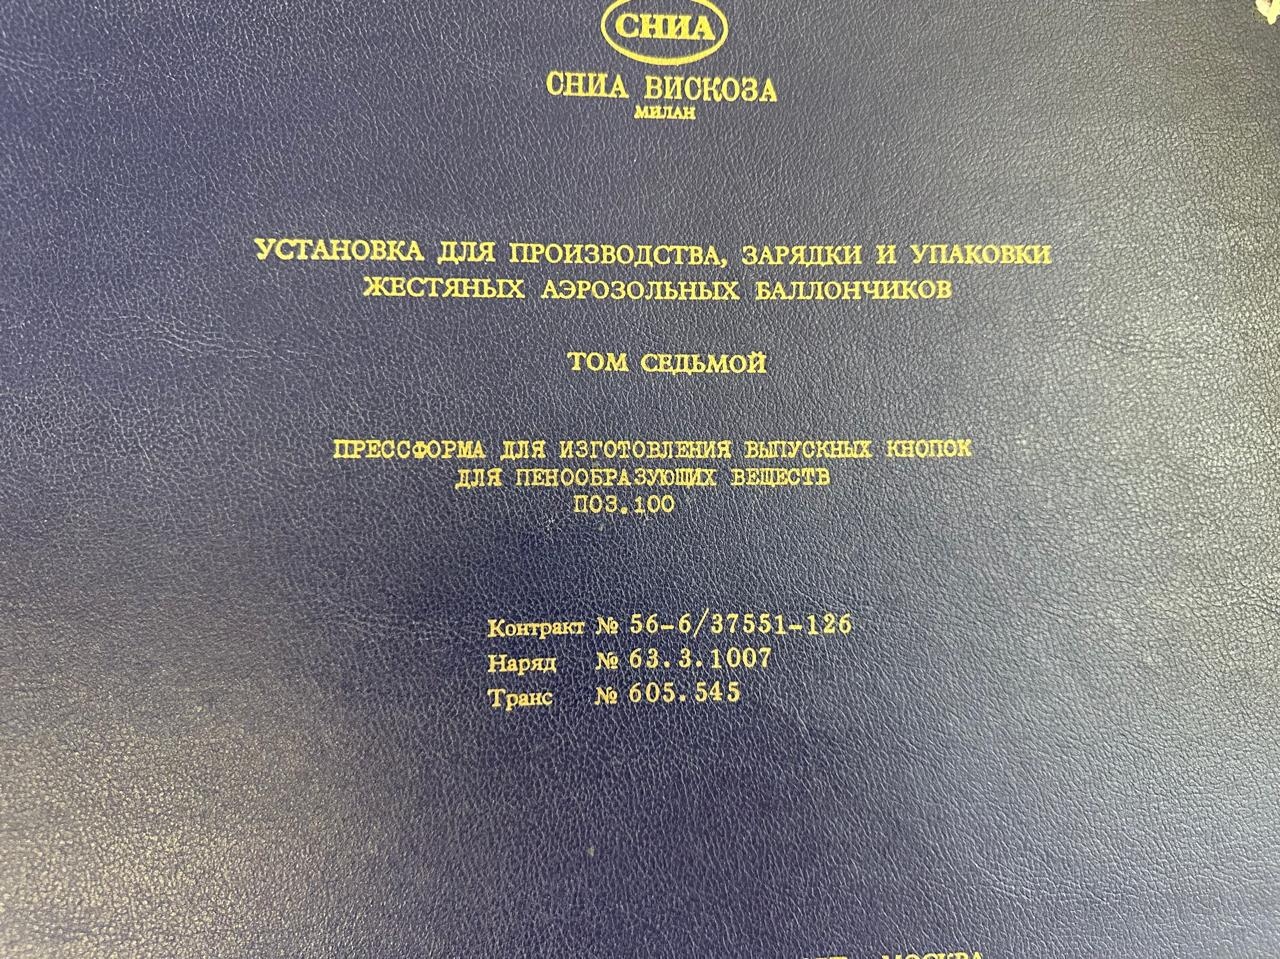 СНИА
СНИА ВИСКОЗА
МИЛАН
УСТАНОВКА ДЛЯ ПРОИЗВОДСТВА, ЗАРЯДКИ И УПАКОВКИ
ЖЕСТЯНЫХ АЭРОЗОЛЬНЫХ БАЛЛОНЧИКОВ
ТОМ СЕДЬМОЙ
ПРЕССФОРМА ДЛЯ ИЗГОТОВЛЕНИЯ ВЫПУСКНЫХ КНОПОК
ДЛЯ ПЕНООБРАЗУЮЩИХ ВЕЩЕСТВ
ПОЗ.100
Контракт № 56-6/37551-126
Наряд № 63.3.1007
Транс № 605.545
МОСКВА